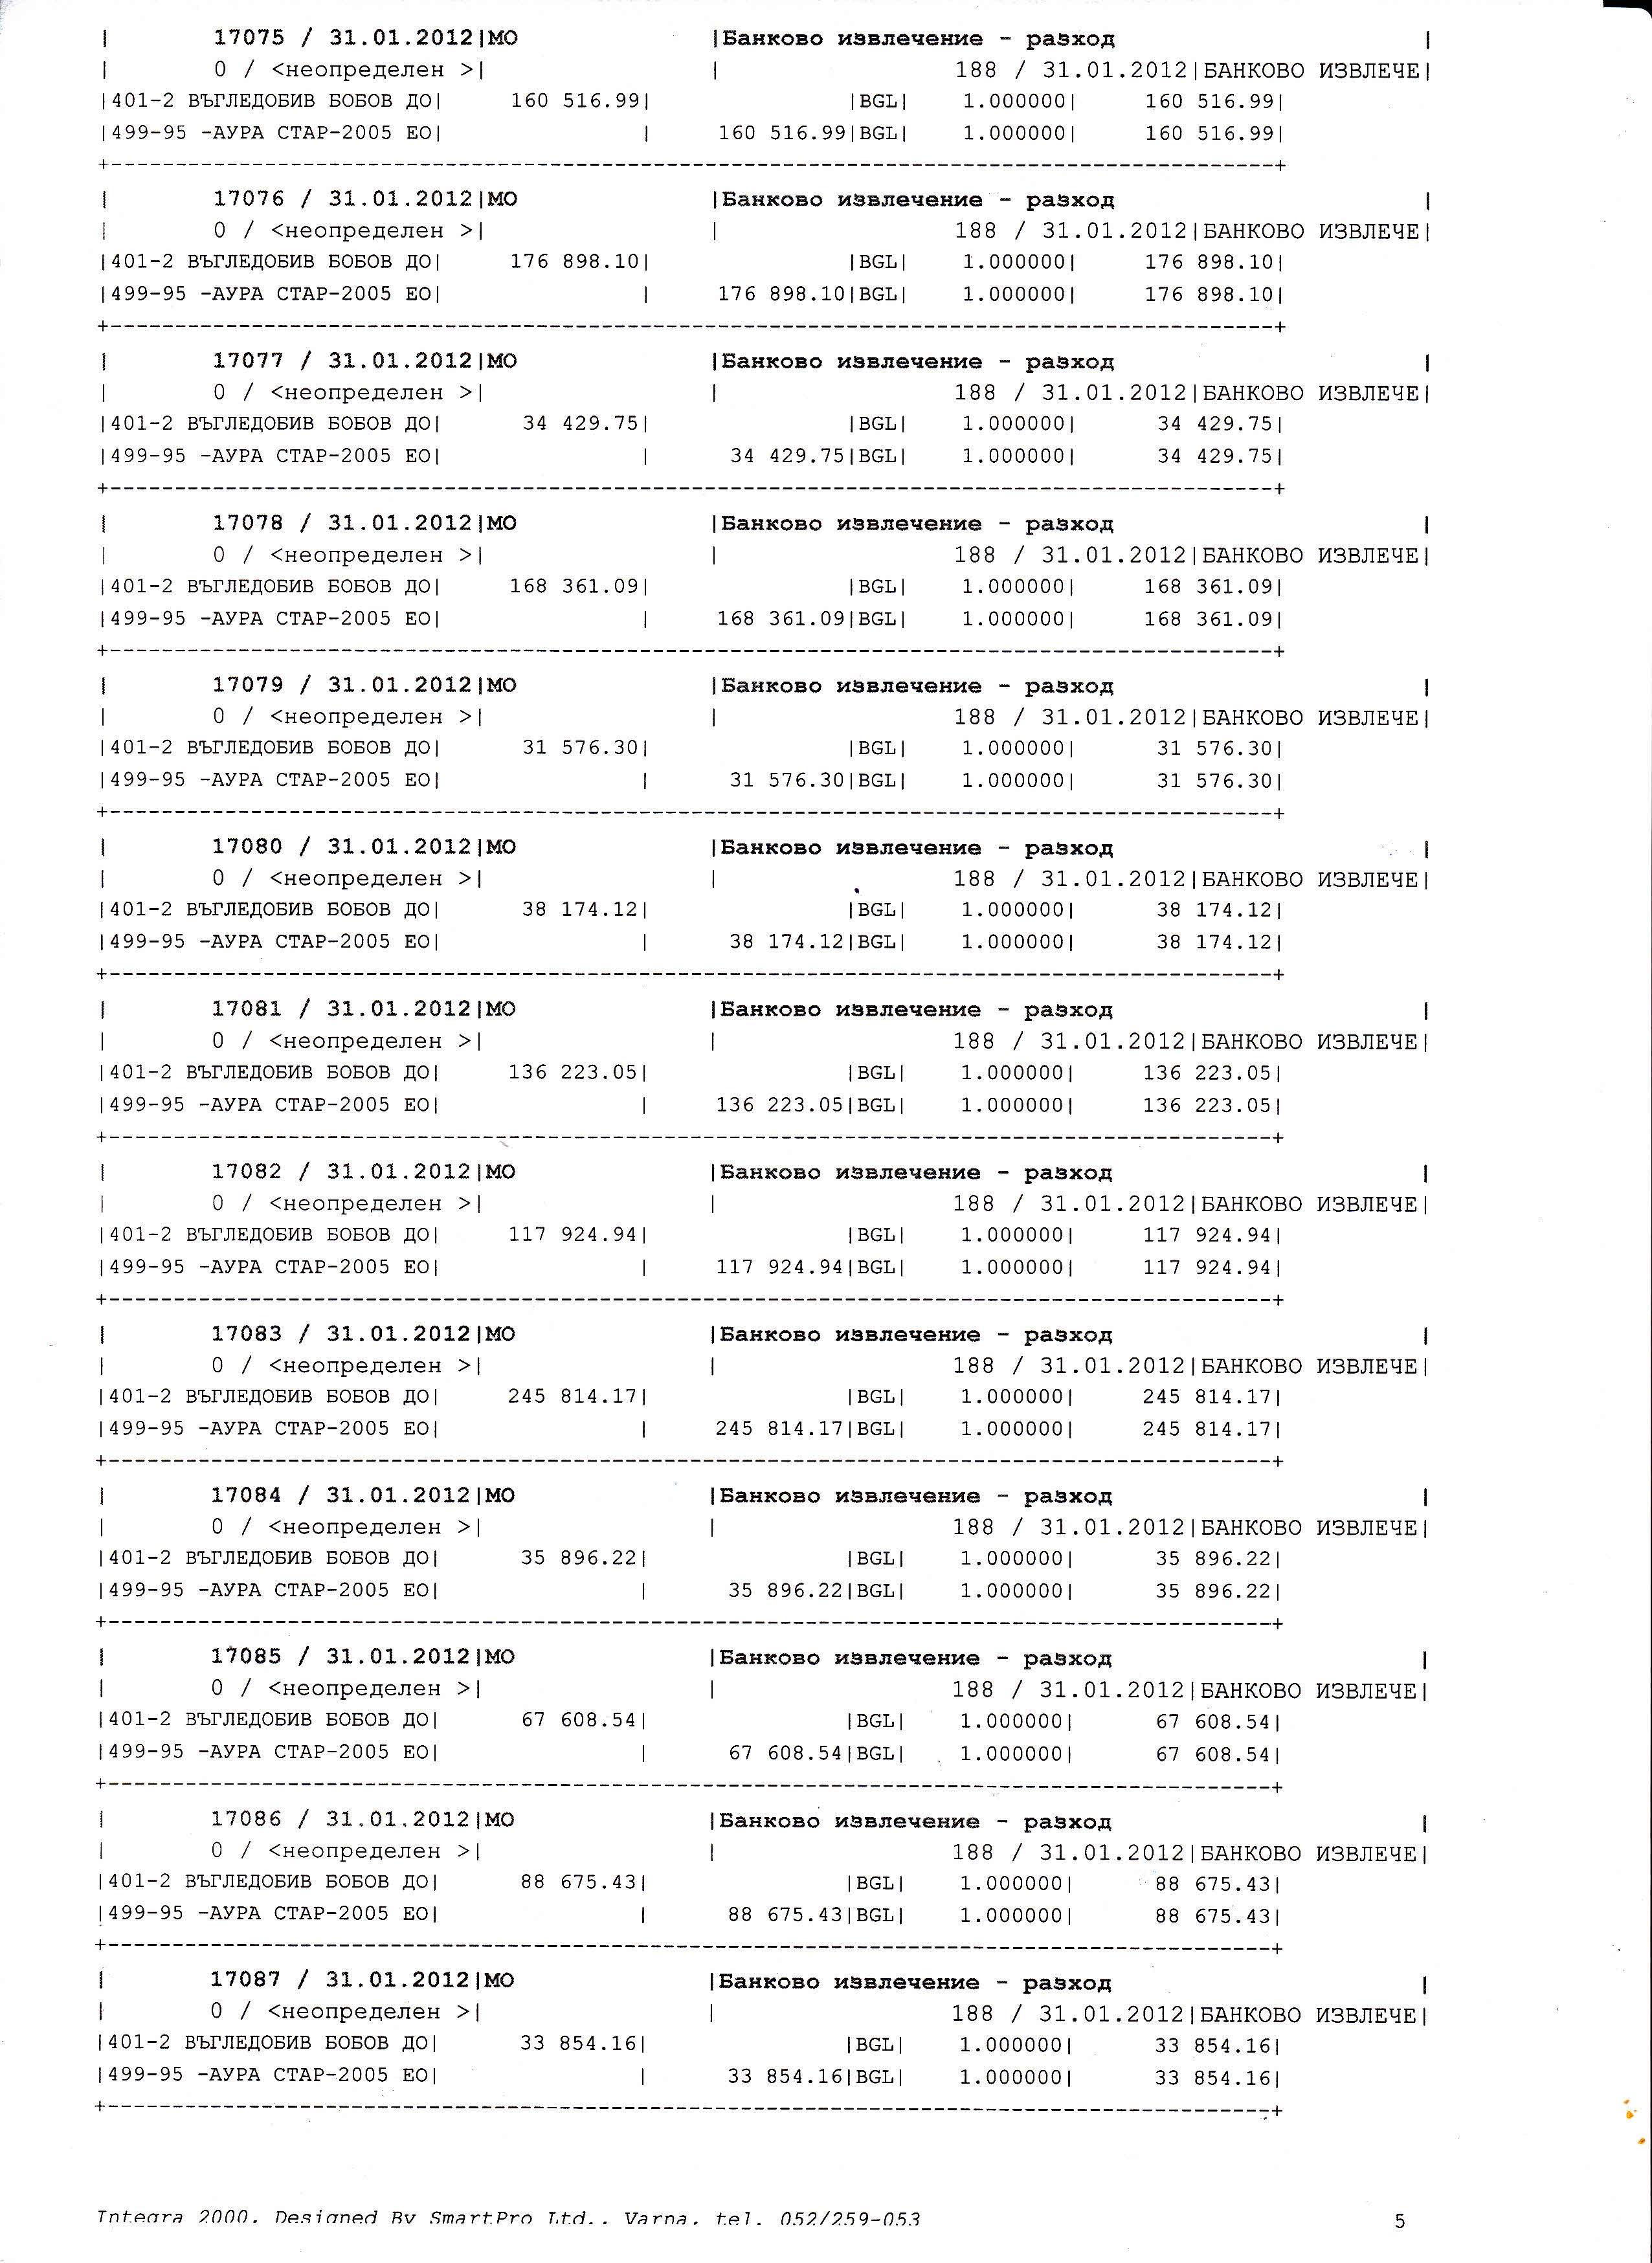 | 17075 / 31.01.2012|МО |Банково извлечение - разход |
| 0 / <неопределен >| | 188 / 31.01.2012|БАНКОВО ИЗВЛЕЧЕ|
|401-2 ВЪГЛЕДОБИВ БОБОВ ДО| 160 516.99| |BGL| 1.000000| 160 516.99|
|499-95 -АУРА СТАР-2005 ЕО| | 160 516.99|BGL| 1.000000| 160 516.99|
| 17076 / 31.01.2012|МО |Банково извлечение - разход |
| 0 / <неопределен >| | 188 / 31.01.2012|БАНКОВО ИЗВЛЕЧЕ|
|401-2 ВЪГЛЕДОБИВ БОБОВ ДО| 176 898.10| |BGL| 1.000000| 176 898.10|
|499-95 -АУРА СТАР-2005 ЕО| | 176 898.10|BGL| 1.000000| 176 898.10|
| 17077 / 31.01.2012|МО |Банково извлечение - разход |
| 0 / <неопределен >| | 188 / 31.01.2012|БАНКОВО ИЗВЛЕЧЕ|
|401-2 ВЪГЛЕДОБИВ БОБОВ ДО| 34 429.75| |BGL| 1.000000| 34 429.75|
|499-95 -АУРА СТАР-2005 ЕО| | 34 429.75|BGL| 1.000000| 34 429.75|
| 17078 / 31.01.2012|МО |Банково извлечение - разход |
| 0 / <неопределен >| | 188 / 31.01.2012|БАНКОВО ИЗВЛЕЧЕ|
|401-2 ВЪГЛЕДОБИВ БОБОВ ДО| 168 361.09| |BGL| 1.000000| 168 361.09|
|499-95 -АУРА СТАР-2005 ЕО| | 168 361.09|BGL| 1.000000| 168 361.09|
| 17079 / 31.01.2012|МО |Банково извлечение - разход |
| 0 / <неопределен >| | 188 / 31.01.2012|БАНКОВО ИЗВЛЕЧЕ|
|401-2 ВЪГЛЕДОБИВ БОБОВ ДО| 31 576.30| |BGL| 1.000000| 31 576.30|
|499-95 -АУРА СТАР-2005 ЕО| | 31 576.30|BGL| 1.000000| 31 576.30|
| 17080 / 31.01.2012|МО |Банково извлечение - разход |
| 0 / <неопределен >| | 188 / 31.01.2012|БАНКОВО ИЗВЛЕЧЕ|
|401-2 ВЪГЛЕДОБИВ БОБОВ ДО| 38 174.12| |BGL| 1.000000| 38 174.12|
|499-95 -АУРА СТАР-2005 ЕО| | 38 174.12|BGL| 1.000000| 38 174.12|
| 17081 / 31.01.2012|МО |Банково извлечение - разход |
| 0 / <неопределен >| | 188 / 31.01.2012|БАНКОВО ИЗВЛЕЧЕ|
|401-2 ВЪГЛЕДОБИВ БОБОВ ДО| 136 223.05| |BGL| 1.000000| 136 223.05|
|499-95 -АУРА СТАР-2005 ЕО| | 136 223.05|BGL| 1.000000| 136 223.05|
| 17082 / 31.01.2012|МО |Банково извлечение - разход |
| 0 / <неопределен >| | 188 / 31.01.2012|БАНКОВО ИЗВЛЕЧЕ|
|401-2 ВЪГЛЕДОБИВ БОБОВ ДО| 117 924.94| |BGL| 1.000000| 117 924.94|
|499-95 -АУРА СТАР-2005 ЕО| | 117 924.94|BGL| 1.000000| 117 924.94|
| 17083 / 31.01.2012|МО |Банково извлечение - разход |
| 0 / <неопределен >| | 188 / 31.01.2012|БАНКОВО ИЗВЛЕЧЕ|
|401-2 ВЪГЛЕДОБИВ БОБОВ ДО| 245 814.17| |BGL| 1.000000| 245 814.17|
|499-95 -АУРА СТАР-2005 ЕО| | 245 814.17|BGL| 1.000000| 245 814.17|
| 17084 / 31.01.2012|МО |Банково извлечение - разход |
| 0 / <неопределен >| | 188 / 31.01.2012|БАНКОВО ИЗВЛЕЧЕ|
|401-2 ВЪГЛЕДОБИВ БОБОВ ДО| 35 896.22| |BGL| 1.000000| 35 896.22|
|499-95 -АУРА СТАР-2005 ЕО| | 35 896.22|BGL| 1.000000| 35 896.22|
| 17085 / 31.01.2012|МО |Банково извлечение - разход |
| 0 / <неопределен >| | 188 / 31.01.2012|БАНКОВО ИЗВЛЕЧЕ|
|401-2 ВЪГЛЕДОБИВ БОБОВ ДО| 67 608.54| |BGL| 1.000000| 67 608.54|
|499-95 -АУРА СТАР-2005 ЕО| | 67 608.54|BGL| 1.000000| 67 608.54|
| 17086 / 31.01.2012|МО |Банково извлечение - разход |
| 0 / <неопределен >| | 188 / 31.01.2012|БАНКОВО ИЗВЛЕЧЕ|
|401-2 ВЪГЛЕДОБИВ БОБОВ ДО| 88 675.43| |BGL| 1.000000| 88 675.43|
|499-95 -АУРА СТАР-2005 ЕО| | 88 675.43|BGL| 1.000000| 88 675.43|
| 17087 / 31.01.2012|МО |Банково извлечение - разход |
| 0 / <неопределен >| | 188 / 31.01.2012|БАНКОВО ИЗВЛЕЧЕ|
|401-2 ВЪГЛЕДОБИВ БОБОВ ДО| 33 854.16| |BGL| 1.000000| 33 854.16|
|499-95 -АУРА СТАР-2005 ЕО| | 33 854.16|BGL| 1.000000| 33 854.16|
Integra 2000. Designed By SmartPro Ltd., Varna, tel. 052/259-053 5